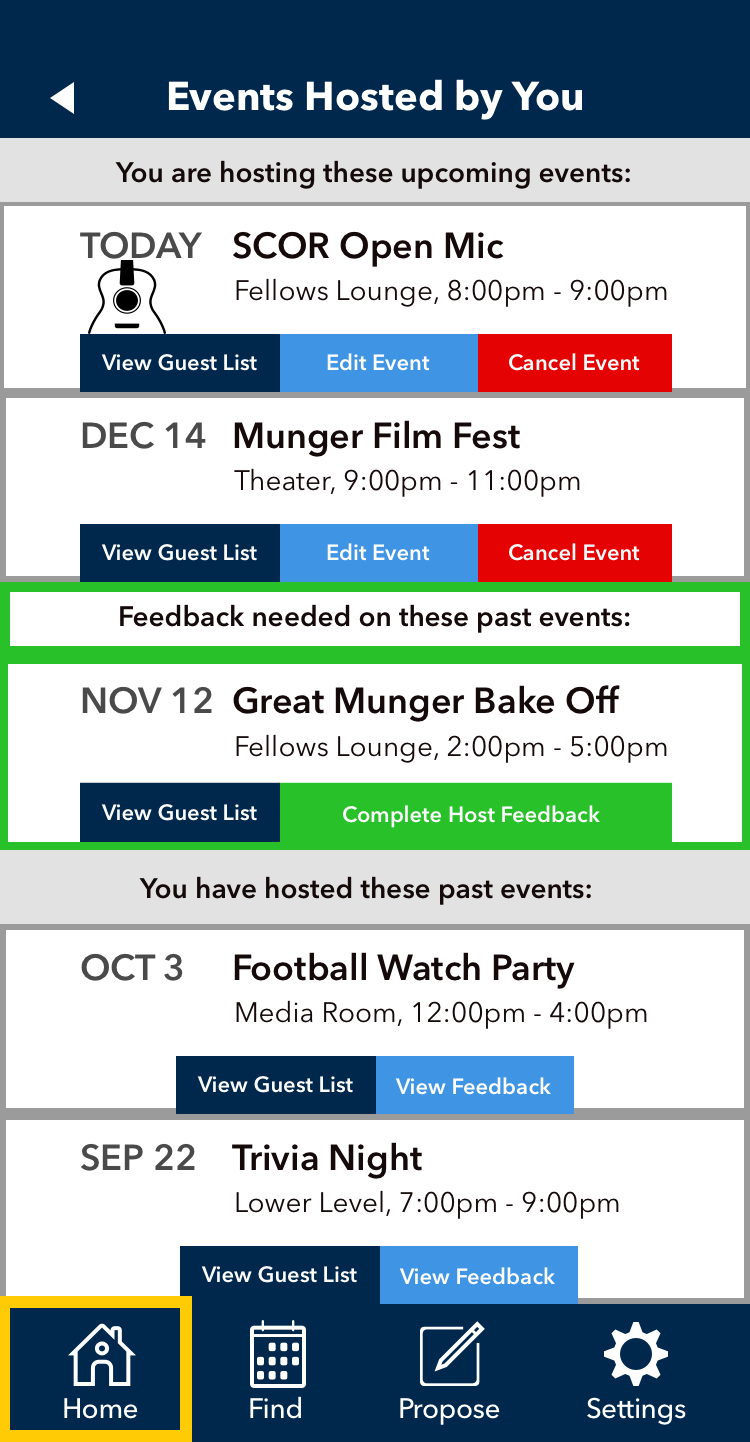 Events Hosted by You
You are hosting these upcoming events:
TODAY SCOR Open Mic
Fellows Lounge, 8:00pm - 9:00pm
View Guest List Edit Event Cancel Event
DEC 14 Munger Film Fest
Theater, 9:00pm - 11:00pm
View Guest List Edit Event Cancel Event
Feedback needed on these past events:
NOV 12 Great Munger Bake Off
Fellows Lounge, 2:00pm - 5:00pm
View Guest List Complete Host Feedback
You have hosted these past events:
OCT 3 Football Watch Party
Media Room, 12:00pm - 4:00pm
View Guest List View Feedback
SEP 22 Trivia Night
Lower Level, 7:00pm - 9:00pm
View Guest List View Feedback
Home Find Propose Settings